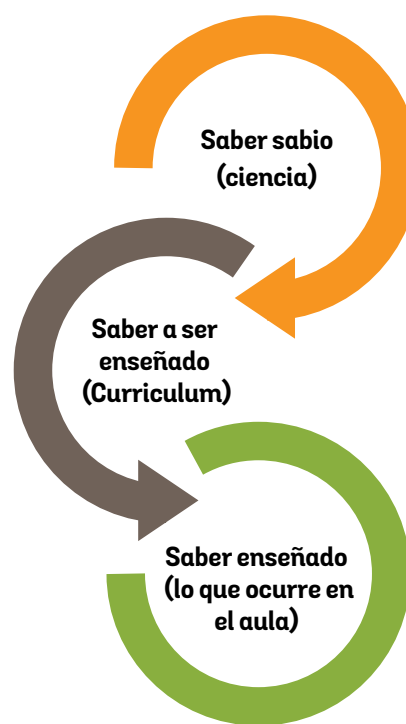 Saber sabio
(ciencia)
Saber a ser
enseñado
(Curriculum)
Saber enseñado
(lo que ocurre en
el aula)